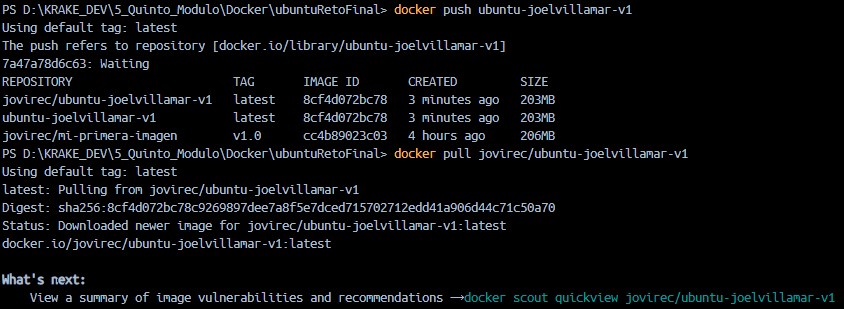 PS D:\KRAKE_DEV\5_Quinto_Modulo\Docker\ubuntuRetoFinal> docker push ubuntu-joelvillamar-v1
Using default tag: latest
The push refers to repository [docker.io/library/ubuntu-joelvillamar-v1]
7a47a78d6c63: Waiting
REPOSITORY TAG IMAGE ID CREATED SIZE
jovirec/ubuntu-joelvillamar-v1 latest 8cf4d072bc78 3 minutes ago 203MB
ubuntu-joelvillamar-v1 latest 8cf4d072bc78 3 minutes ago 203MB
jovirec/mi-primera-imagen v1.0 cc4b89023c03 4 hours ago 206MB
PS D:\KRAKE_DEV\5_Quinto_Modulo\Docker\ubuntuRetoFinal> docker pull jovirec/ubuntu-joelvillamar-v1
Using default tag: latest
latest: Pulling from jovirec/ubuntu-joelvillamar-v1
Digest: sha256:8cf4d072bc78c9269897dee7a8f5e7dced715702712edd41a906d44c71c50a70
Status: Downloaded newer image for jovirec/ubuntu-joelvillamar-v1:latest
docker.io/jovirec/ubuntu-joelvillamar-v1:latest
What's next:
View a summary of image vulnerabilities and recommendations → docker scout quickview jovirec/ubuntu-joelvillamar-v1